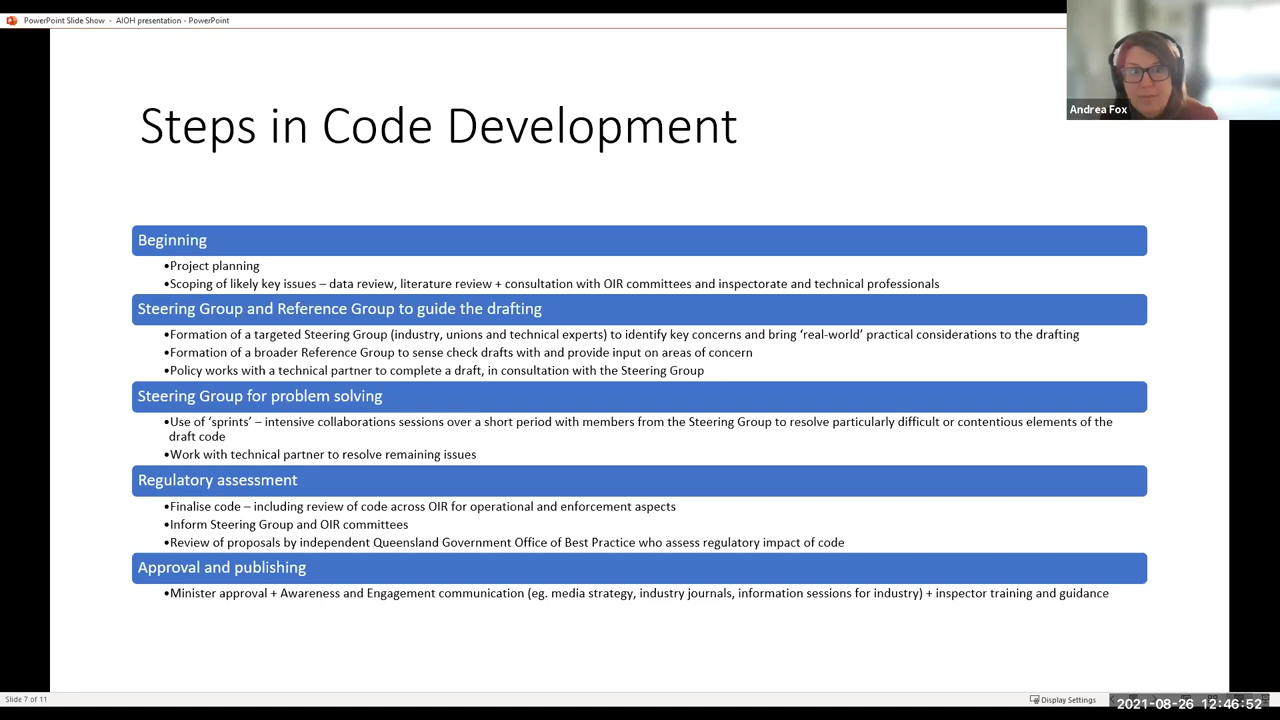 PowerPoint Slide Show - AIOH presentation - PowerPoint
Andrea Fox
Steps in Code Development
Beginning
•Project planning
•Scoping of likely key issues – data review, literature review + consultation with OIR committees and inspectorate and technical professionals
Steering Group and Reference Group to guide the drafting
•Formation of a targeted Steering Group (industry, unions and technical experts) to identify key concerns and bring ‘real-world’ practical considerations to the drafting
•Formation of a broader Reference Group to sense check drafts with and provide input on areas of concern
•Policy works with a technical partner to complete a draft, in consultation with the Steering Group
Steering Group for problem solving
•Use of ‘sprints’ – intensive collaborations sessions over a short period with members from the Steering Group to resolve particularly difficult or contentious elements of the
draft code
•Work with technical partner to resolve remaining issues
Regulatory assessment
•Finalise code – including review of code across OIR for operational and enforcement aspects
•Inform Steering Group and OIR committees
•Review of proposals by independent Queensland Government Office of Best Practice who assess regulatory impact of code
Approval and publishing
•Minister approval + Awareness and Engagement communication (eg. media strategy, industry journals, information sessions for industry) + inspector training and guidance
Slide 7 of 11
Display Settings
2021-08-26 12:46:52